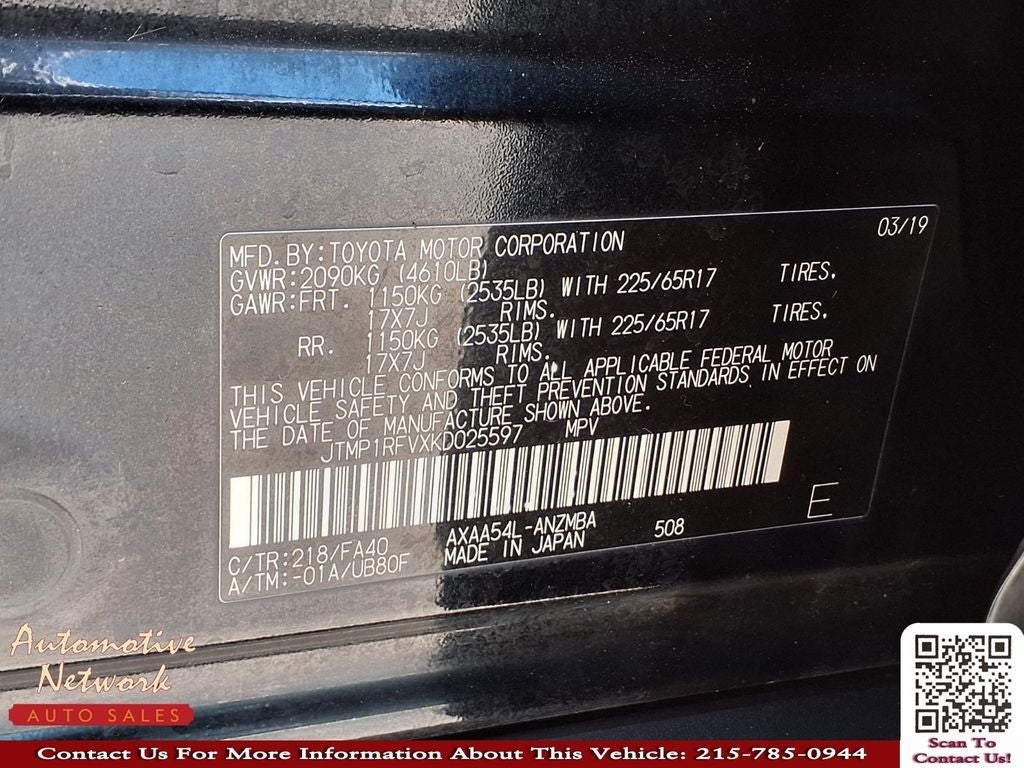 03/19
MFD.BY:TOYOTA MOTOR CORPORATION
GVWR:2090KG (4610LB)
GAWR:FRT. 1150KG (2535LB) WITH 225/65R17 TIRES.
17X7J RIMS.
RR. 1150KG (2535LB) WITH 225/65R17 TIRES.
17X7J RIMS.
THIS VEHICLE CONFORMS TO ALL APPLICABLE FEDERAL MOTOR
VEHICLE SAFETY AND THEFT PREVENTION STANDARDS IN EFFECT ON
THE DATE OF MANUFACTURE SHOWN ABOVE.
JTMP1RFVXKD025597 MPV
E
C/TR:218/FA40 AXAA54L-ANZMBA 508
A/TM:-01A/UB80F MADE IN JAPAN
Automotive
Network
AUTO SALES
Scan To
Contact Us!
Contact Us For More Information About This Vehicle: 215-785-0944